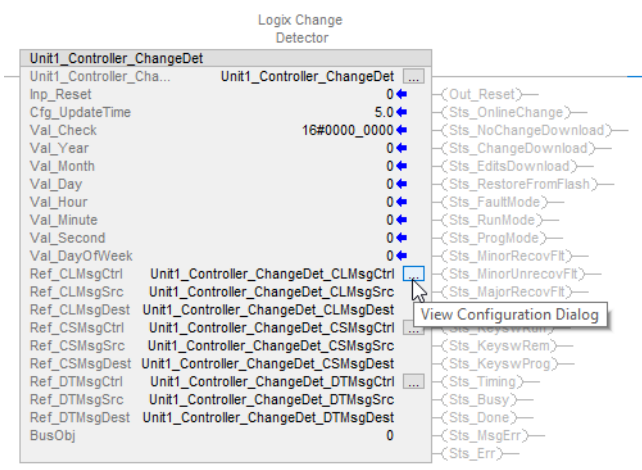 Logix Change
Detector
Unit1_Controller_ChangeDet
Unit1_Controller_Cha... Unit1_Controller_ChangeDet ...
Inp_Reset 0 (Out_Reset)
Cfg_UpdateTime 5.0 (Sts_OnlineChange)
Val_Check 16#0000_0000 (Sts_NoChangeDownload)
Val_Year 0 (Sts_ChangeDownload)
Val_Month 0 (Sts_EditsDownload)
Val_Day 0 (Sts_RestoreFromFlash)
Val_Hour 0 (Sts_FaultMode)
Val_Minute 0 (Sts_RunMode)
Val_Second 0 (Sts_ProgMode)
Val_DayOfWeek 0 (Sts_MinorRecovFlt)
Ref_CLMsgCtrl Unit1_Controller_ChangeDet_CLMsgCtrl ... (Sts_MinorUnrecovFlt)
Ref_CLMsgSrc Unit1_Controller_ChangeDet_CLMsgSrc (Sts_MajorRecovFlt)
Ref_CLMsgDest Unit1_Controller_ChangeDet_CLMsgDest View Configuration Dialog
Ref_CSMsgCtrl Unit1_Controller_ChangeDet_CSMsgCtrl ... (Sts_KeyswRun)
Ref_CSMsgSrc Unit1_Controller_ChangeDet_CSMsgSrc (Sts_KeyswRem)
Ref_CSMsgDest Unit1_Controller_ChangeDet_CSMsgDest (Sts_KeyswProg)
Ref_DTMsgCtrl Unit1_Controller_ChangeDet_DTMsgCtrl ... (Sts_Timing)
Ref_DTMsgSrc Unit1_Controller_ChangeDet_DTMsgSrc (Sts_Busy)
Ref_DTMsgDest Unit1_Controller_ChangeDet_DTMsgDest (Sts_Done)
BusObj 0 (Sts_MsgErr)
(Sts_Err)